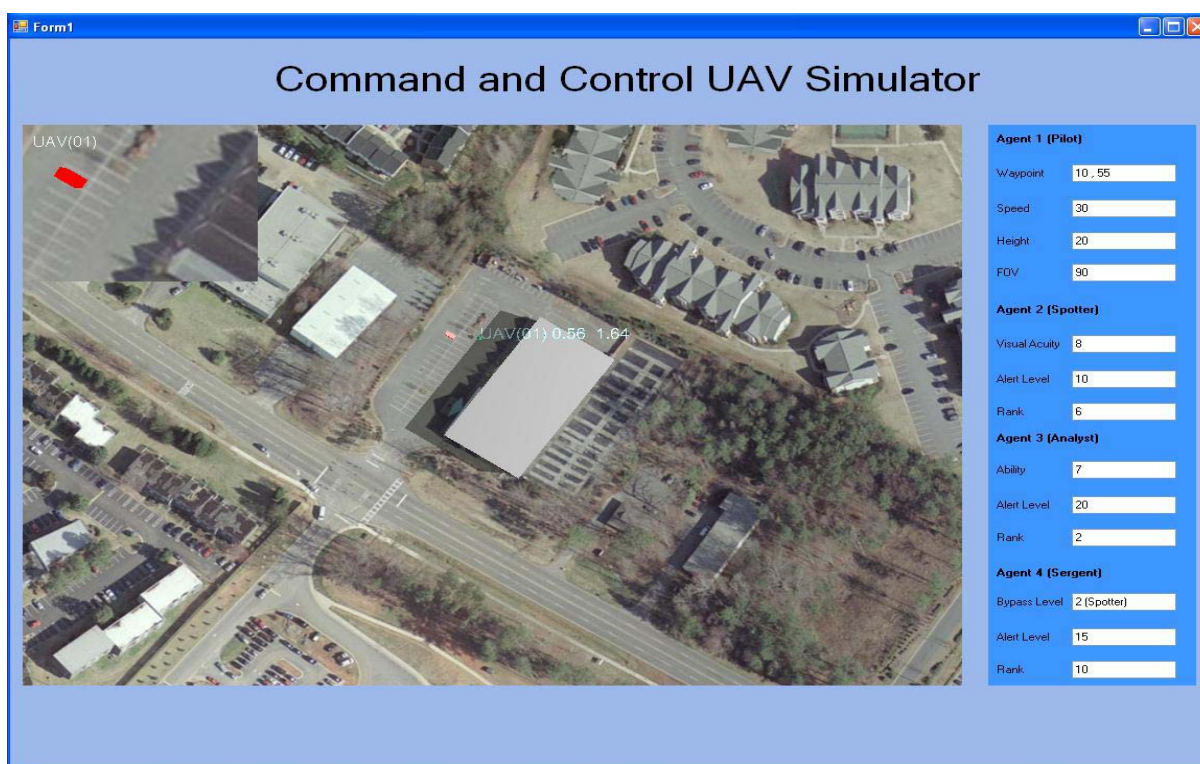 Form1
Command and Control UAV Simulator
UAV(01)
UAV(01) 0.56 1.64
Agent 1 (Pilot)
Waypoint 10 , 55
Speed 30
Height 20
FOV 90
Agent 2 (Spotter)
Visual Acuity 8
Alert Level 10
Rank 6
Agent 3 (Analyst)
Ability 7
Alert Level 20
Rank 2
Agent 4 (Sergent)
Bypass Level 2 (Spotter)
Alert Level 15
Rank 10